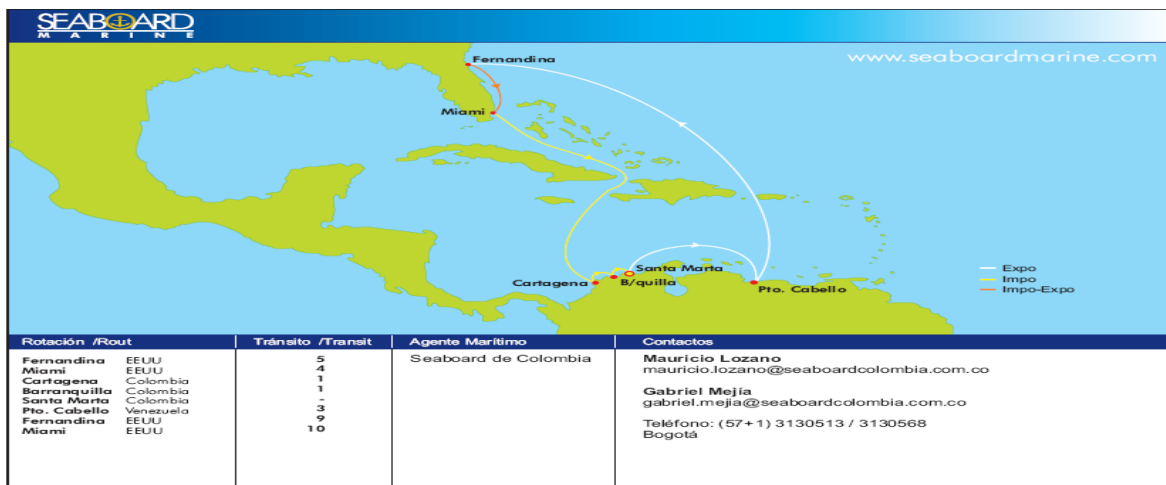 SEABOARD
MARINE
www.seaboardmarine.com
Fernandina
Miami
Santa Marta
Cartagena
B/quilla
Pto. Cabello
Expo
Impo
Impo-Expo
Rotación /Rout Tránsito /Transit Agente Marítimo Contactos
Fernandina EEUU 5 Seaboard de Colombia Mauricio Lozano
Miami EEUU 4 mauricio.lozano@seaboardcolombia.com.co
Cartagena Colombia 1
Barranquilla Colombia 1 Gabriel Mejía
Santa Marta Colombia - gabriel.mejia@seaboardcolombia.com.co
Pto. Cabello Venezuela 3
Fernandina EEUU 9 Teléfono: (57+1) 3130513 / 3130568
Miami EEUU 10 Bogotá